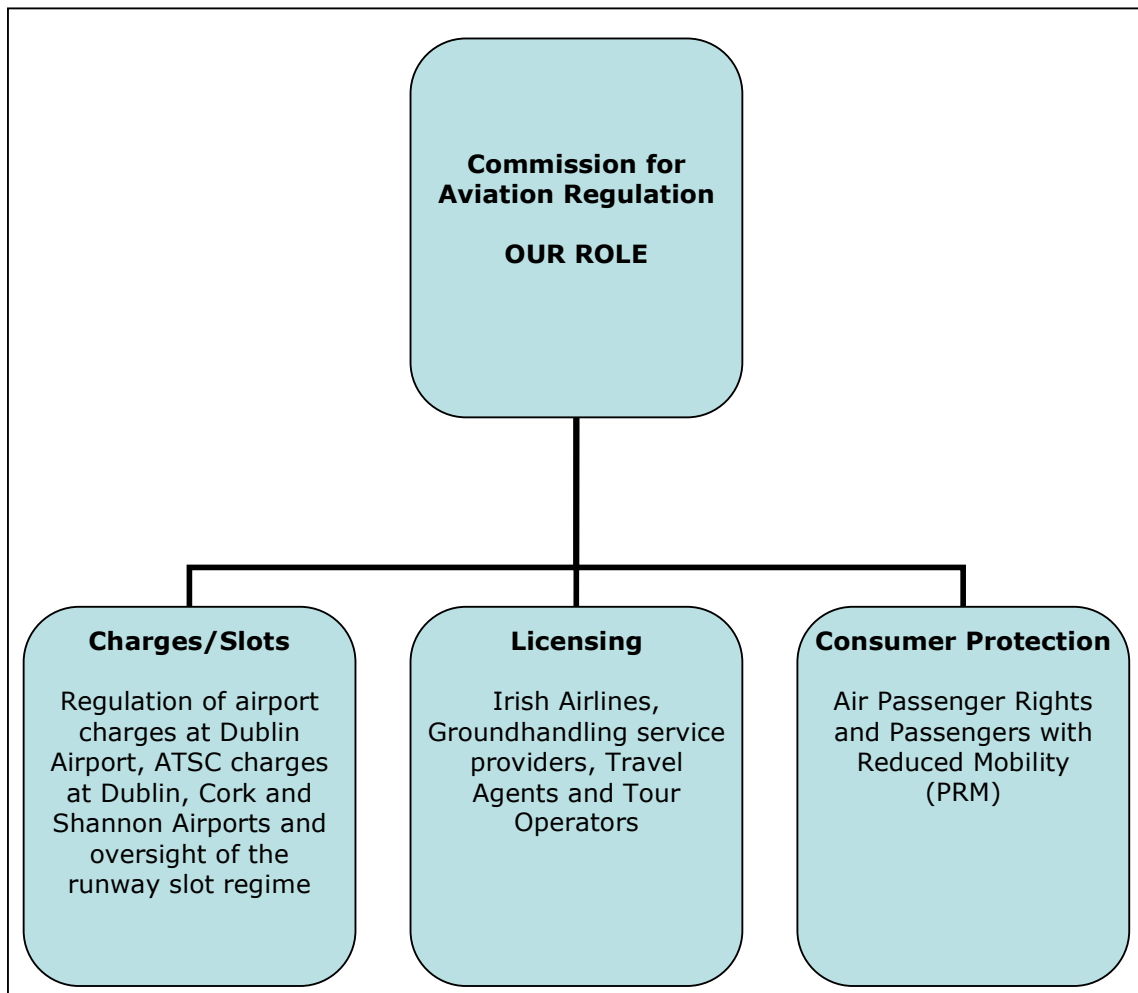 Commission for
Aviation Regulation
OUR ROLE
Charges/Slots
Regulation of airport
charges at Dublin
Airport, ATSC charges
at Dublin, Cork and
Shannon Airports and
oversight of the
runway slot regime
Licensing
Irish Airlines,
Groundhandling service
providers, Travel
Agents and Tour
Operators
Consumer Protection
Air Passenger Rights
and Passengers with
Reduced Mobility
(PRM)